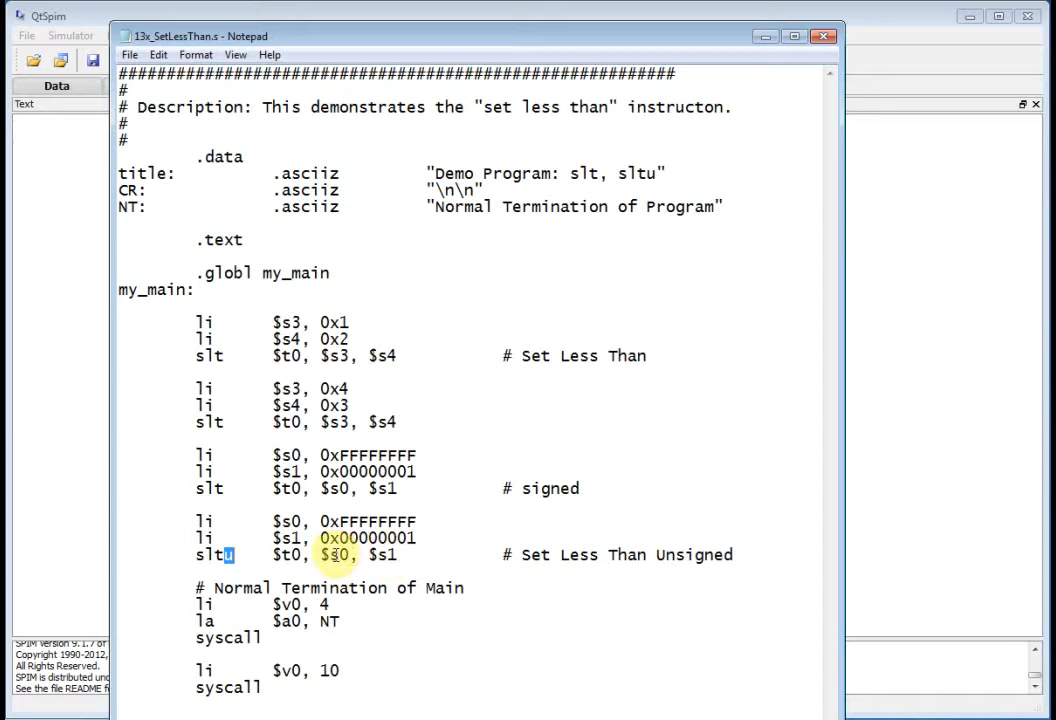 QtSpim
File Simulator
13x_SetLessThan.s - Notepad
File Edit Format View Help
Data
Text
##########################################################
#
# Description: This demonstrates the "set less than" instructon.
#
#
.data
title: .asciiz "Demo Program: slt, sltu"
CR: .asciiz "\n\n"
NT: .asciiz "Normal Termination of Program"
.text
.globl my_main
my_main:
li $s3, 0x1
li $s4, 0x2
slt $t0, $s3, $s4 # Set Less Than
li $s3, 0x4
li $s4, 0x3
slt $t0, $s3, $s4
li $s0, 0xFFFFFFFF
li $s1, 0x00000001
slt $t0, $s0, $s1 # signed
li $s0, 0xFFFFFFFF
li $s1, 0x00000001
sltu $t0, $s0, $s1 # Set Less Than Unsigned
# Normal Termination of Main
li $v0, 4
la $a0, NT
syscall
li $v0, 10
syscall
SPIM Version 9.1.7 of
Copyright 1990-2012,
All Rights Reserved.
SPIM is distributed un
See the file README f